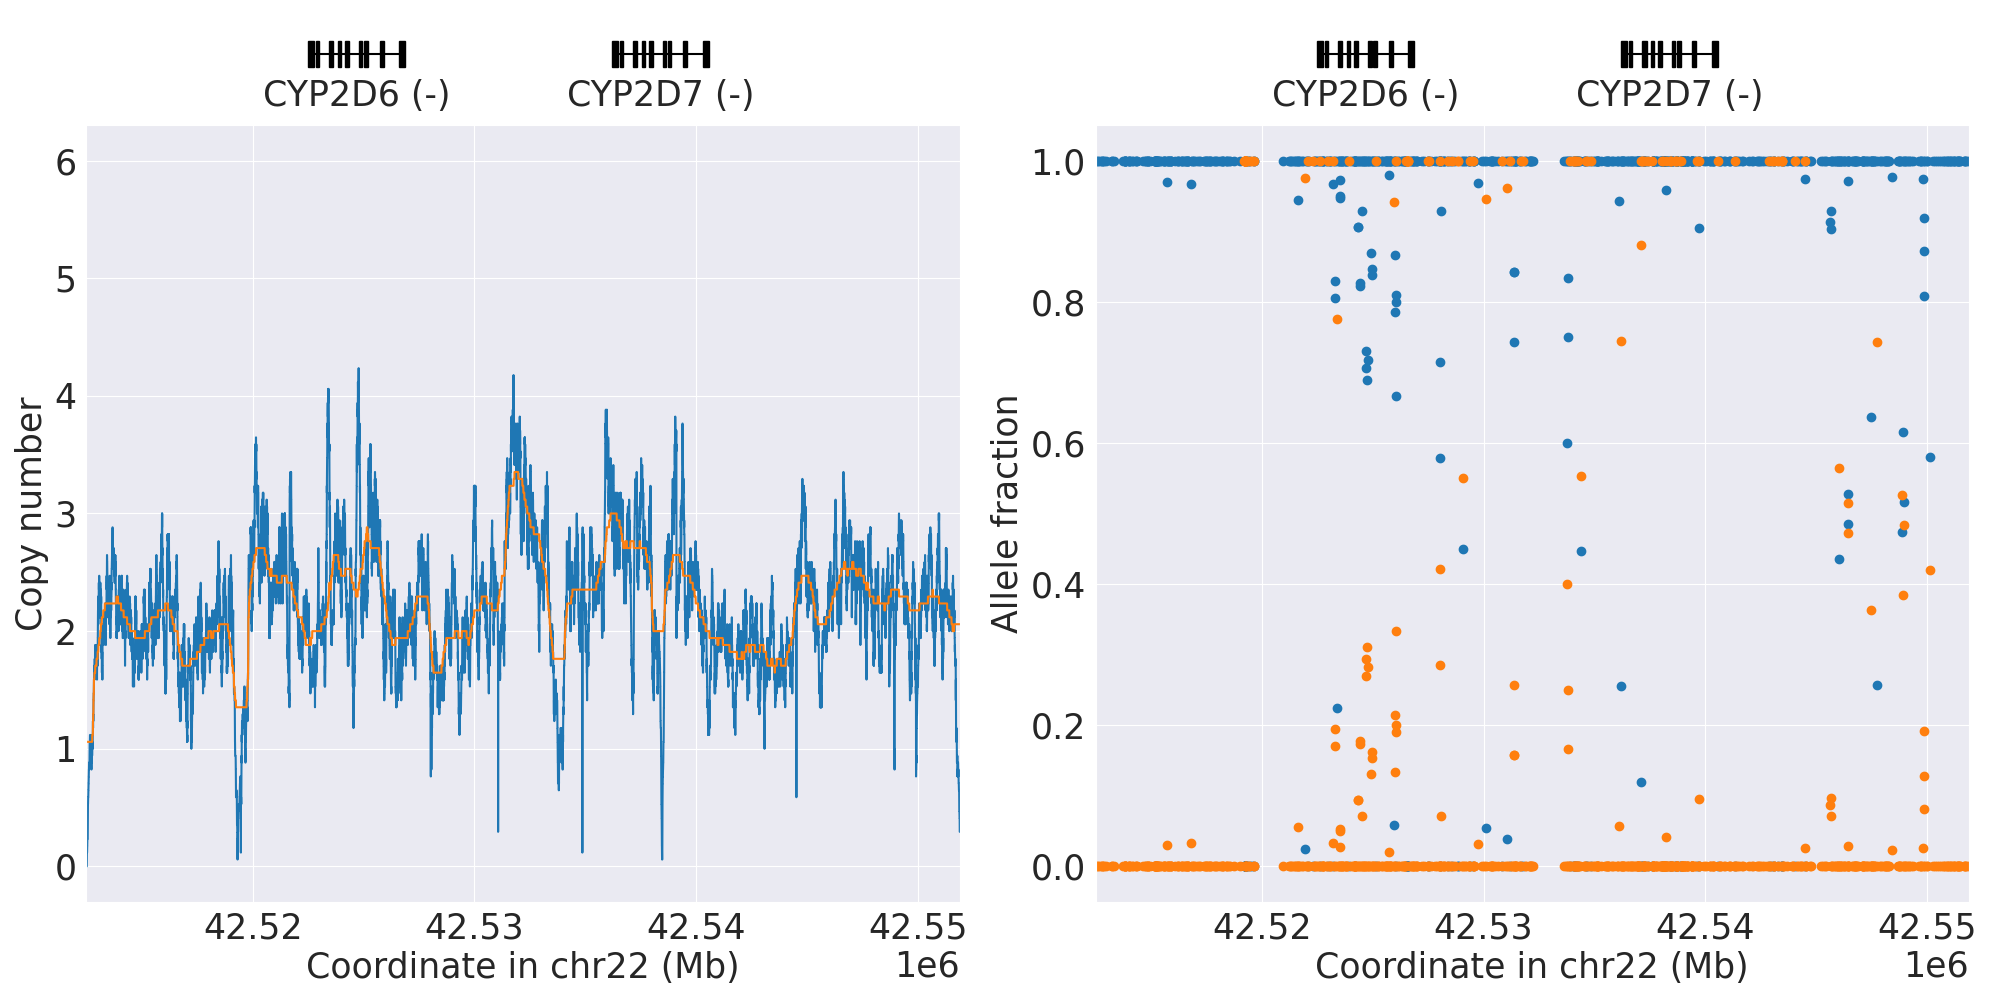 CYP2D6 (-) CYP2D7 (-)
6
5
4
3
2
1
0
Copy number
42.52 42.53 42.54 42.55
Coordinate in chr22 (Mb) 1e6
CYP2D6 (-) CYP2D7 (-)
1.0
0.8
0.6
0.4
0.2
0.0
Allele fraction
42.52 42.53 42.54 42.55
Coordinate in chr22 (Mb) 1e6